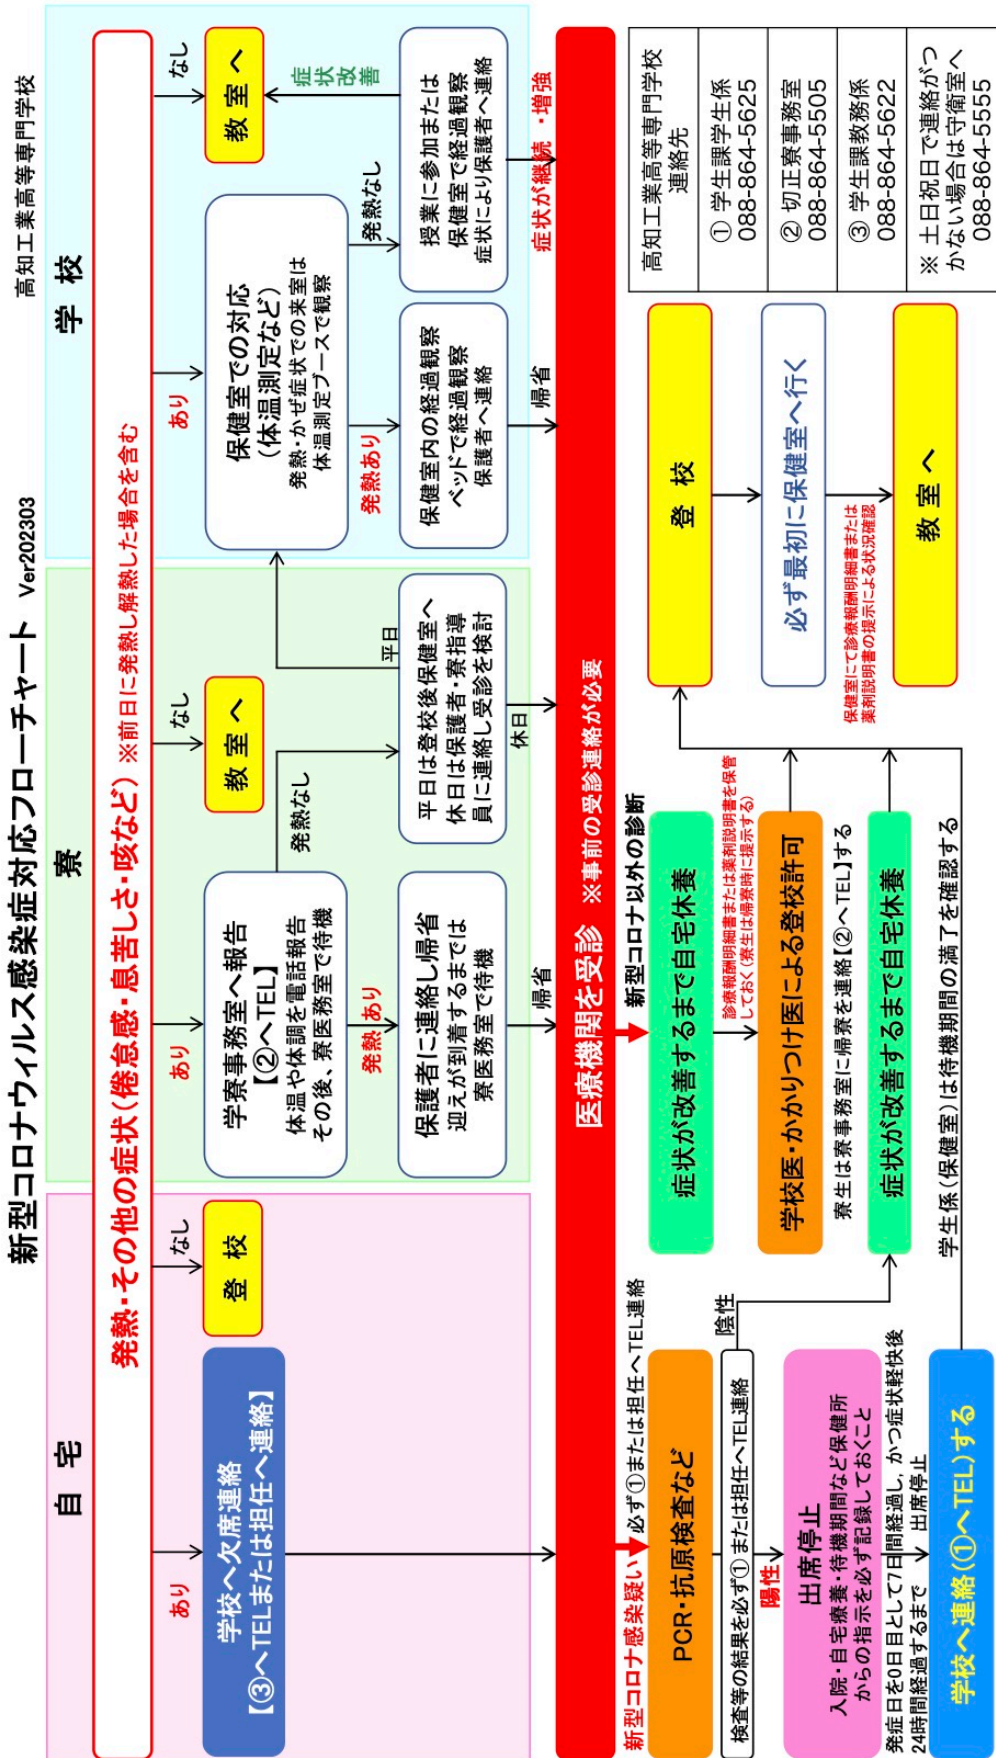 新型コロナウィルス感染対応フローチャート Ver202303
高知工業高等専門学校
自 宅
寮
学 校
発熱・その他の症状(倦怠感・息苦しさ・咳など) ※前日に発熱し解熱した場合を含む
あり
なし
あり
なし
あり
なし
学校へ欠席連絡
【③へTELまたは担任へ連絡】
登 校
学寮事務室へ報告
【②へTEL】
体温や体調を電話報告
その後、寮医務室で待機
教 室 へ
保健室での対応
(体温測定など)
発熱・かぜ症状での来室は
体温測定ブースで観察
教 室 へ
発熱 あり
発熱なし
平日
発熱あり
発熱なし
症状
改善
保護者に連絡し帰省
迎えが到着するまでは
寮医務室で待機
平日は登校後保健室へ
休日は保護者・寮指導
員に連絡し受診を検討
保健室内の経過観察
ベッドで経過観察
保護者へ連絡
授業に参加または
保健室で経過観察
症状により保護者へ連絡
帰省
休日
帰省
症状が継続・増強
医療機関を受診 ※事前の受診連絡が必要
新型コロナ感染疑い 必ず①または担任へTEL連絡
新型コロナ以外の診断
PCR・抗原検査など
検査等の結果を必ず①または担任へTEL連絡
陰性
陽性
出席停止
入院・自宅療養・待機期間など保健所
からの指示を必ず記録しておくこと
発症日を0日目として7日間経過し、かつ症状軽快後
24時間経過するまで 出席停止
学校へ連絡(①へTEL)する
症状が改善するまで自宅休養
診療報酬明細書または薬剤説明書を保管
しておく(寮生は帰寮時に提示する)
学校医・かかりつけ医による登校許可
寮生は寮事務室に帰寮を連絡【②へTEL】する
症状が改善するまで自宅休養
学生係(保健室)は待機期間の満了を確認する
登 校
必ず最初に保健室へ行く
保健室にて診療報酬明細書または
薬剤説明書の提示による状況確認
教 室 へ
高知工業高等専門学校
連絡先
① 学生課学生係
088-864-5625
② 切正寮事務室
088-864-5505
③ 学生課教務係
088-864-5622
※ 土日祝日で連絡がつ
かない場合は守衛室へ
088-864-5555